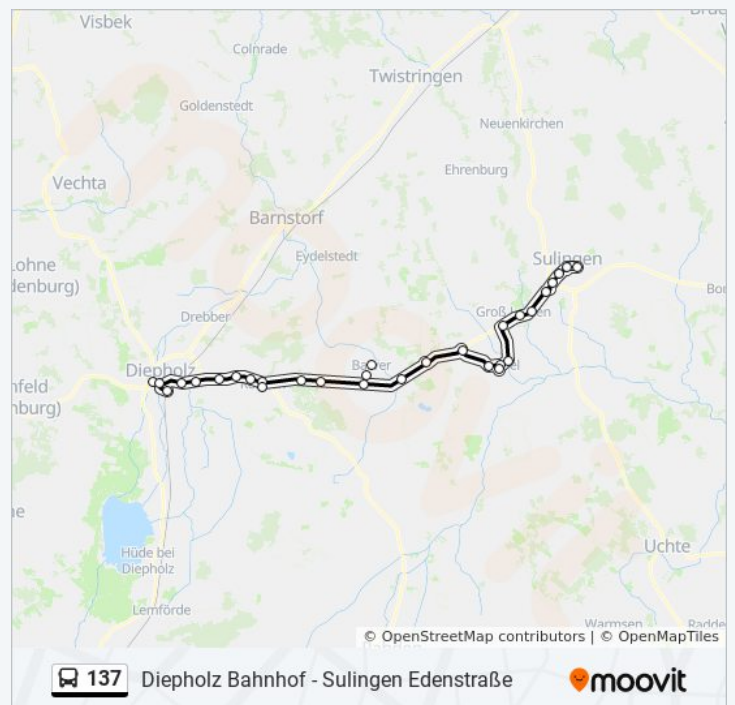 Visbek
Colnrade
Twistringen
Goldenstedt
Neuenkirchen
Ehrenburg
Vechta
Barnstorf
Eydelstedt
Sulingen
Lohne
denburg)
Drebber
Diepholz
nfeld
nburg)
Hüde bei
Diepholz
Lemförde
Uchte
Warmsen
© OpenStreetMap contributors | © OpenMapTiles
137 Diepholz Bahnhof - Sulingen Edenstraße moovit